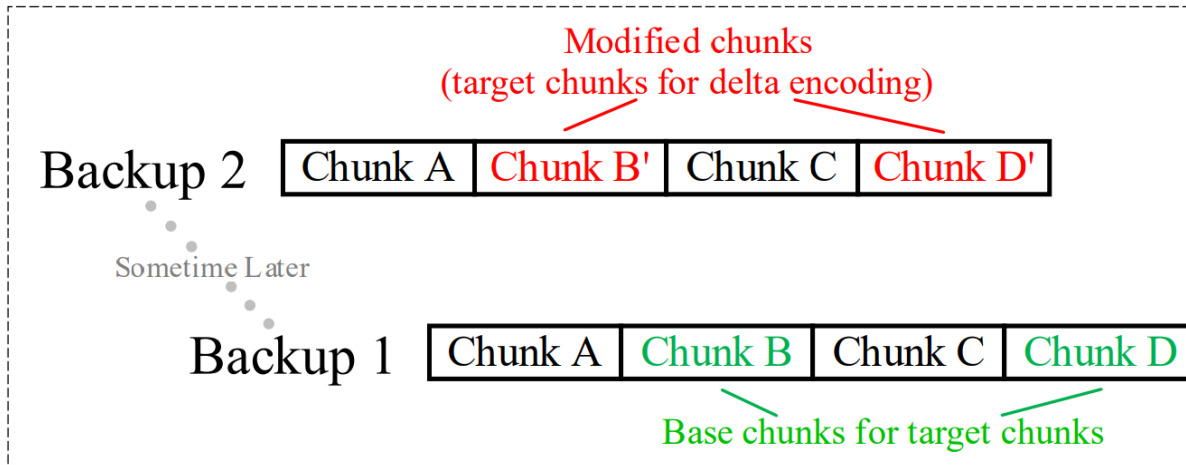 Modified chunks
(target chunks for delta encoding)
Backup 2 Chunk A Chunk B' Chunk C Chunk D'
Sometime Later
Backup 1 Chunk A Chunk B Chunk C Chunk D
Base chunks for target chunks